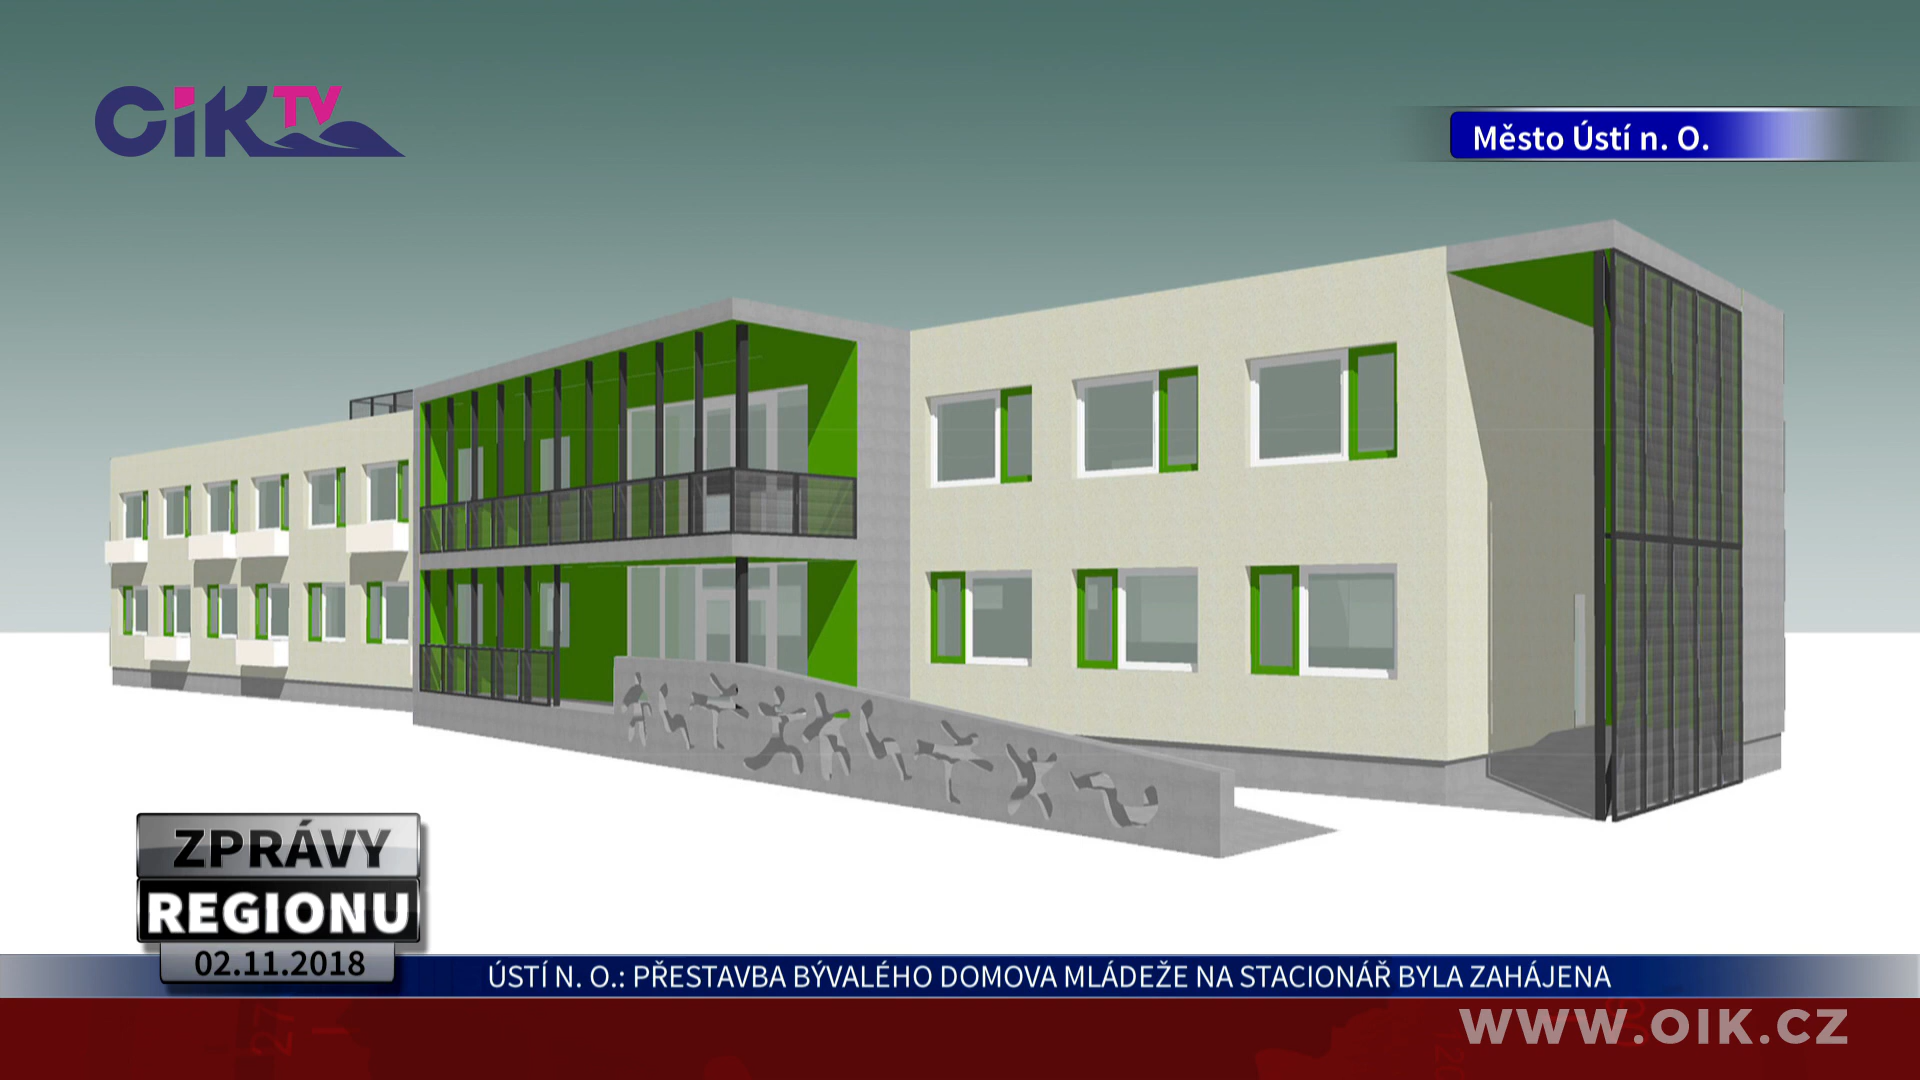 OIK TV
Město Ústí n. O.
ZPRÁVY
REGIONU
02.11.2018
ÚSTÍ N. O.: PŘESTAVBA BÝVALÉHO DOMOVA MLÁDEŽE NA STACIONÁŘ BYLA ZAHÁJENA
WWW.OIK.CZ